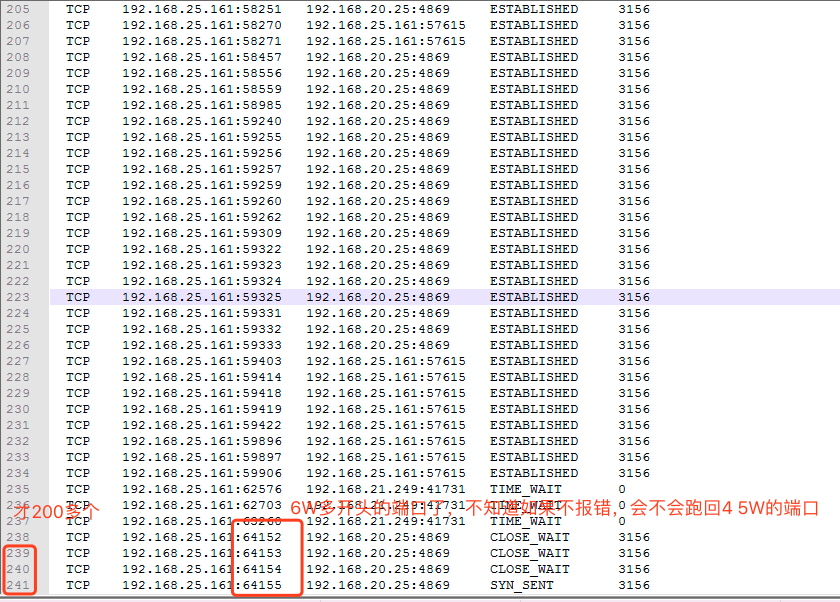 205 TCP 192.168.25.161:58251 192.168.20.25:4869 ESTABLISHED 3156
206 TCP 192.168.25.161:58270 192.168.25.161:57615 ESTABLISHED 3156
207 TCP 192.168.25.161:58271 192.168.25.161:57615 ESTABLISHED 3156
208 TCP 192.168.25.161:58457 192.168.20.25:4869 ESTABLISHED 3156
209 TCP 192.168.25.161:58556 192.168.20.25:4869 ESTABLISHED 3156
210 TCP 192.168.25.161:58559 192.168.20.25:4869 ESTABLISHED 3156
211 TCP 192.168.25.161:58985 192.168.20.25:4869 ESTABLISHED 3156
212 TCP 192.168.25.161:59240 192.168.20.25:4869 ESTABLISHED 3156
213 TCP 192.168.25.161:59255 192.168.20.25:4869 ESTABLISHED 3156
214 TCP 192.168.25.161:59256 192.168.20.25:4869 ESTABLISHED 3156
215 TCP 192.168.25.161:59257 192.168.20.25:4869 ESTABLISHED 3156
216 TCP 192.168.25.161:59259 192.168.20.25:4869 ESTABLISHED 3156
217 TCP 192.168.25.161:59260 192.168.20.25:4869 ESTABLISHED 3156
218 TCP 192.168.25.161:59262 192.168.20.25:4869 ESTABLISHED 3156
219 TCP 192.168.25.161:59309 192.168.20.25:4869 ESTABLISHED 3156
220 TCP 192.168.25.161:59322 192.168.20.25:4869 ESTABLISHED 3156
221 TCP 192.168.25.161:59323 192.168.20.25:4869 ESTABLISHED 3156
222 TCP 192.168.25.161:59324 192.168.20.25:4869 ESTABLISHED 3156
223 TCP 192.168.25.161:59325 192.168.20.25:4869 ESTABLISHED 3156
224 TCP 192.168.25.161:59331 192.168.20.25:4869 ESTABLISHED 3156
225 TCP 192.168.25.161:59332 192.168.20.25:4869 ESTABLISHED 3156
226 TCP 192.168.25.161:59333 192.168.20.25:4869 ESTABLISHED 3156
227 TCP 192.168.25.161:59403 192.168.25.161:57615 ESTABLISHED 3156
228 TCP 192.168.25.161:59414 192.168.25.161:57615 ESTABLISHED 3156
229 TCP 192.168.25.161:59418 192.168.25.161:57615 ESTABLISHED 3156
230 TCP 192.168.25.161:59419 192.168.25.161:57615 ESTABLISHED 3156
231 TCP 192.168.25.161:59422 192.168.25.161:57615 ESTABLISHED 3156
232 TCP 192.168.25.161:59896 192.168.25.161:57615 ESTABLISHED 3156
233 TCP 192.168.25.161:59897 192.168.25.161:57615 ESTABLISHED 3156
234 TCP 192.168.25.161:59906 192.168.25.161:57615 ESTABLISHED 3156
235 TCP 192.168.25.161:62576 192.168.21.249:41731 TIME_WAIT 0
236 TCP 192.168.25.161:62703 192.168.21.249:41731 TIME_WAIT 0
才200多个
6W多开头的端口了，不知道如果不报错，会不会跑回4 5W的端口
237 TCP 192.168.25.161:63260 192.168.21.249:41731 TIME_WAIT 0
238 TCP 192.168.25.161:64152 192.168.20.25:4869 CLOSE_WAIT 3156
239 TCP 192.168.25.161:64153 192.168.20.25:4869 CLOSE_WAIT 3156
240 TCP 192.168.25.161:64154 192.168.20.25:4869 CLOSE_WAIT 3156
241 TCP 192.168.25.161:64155 192.168.20.25:4869 SYN_SENT 3156